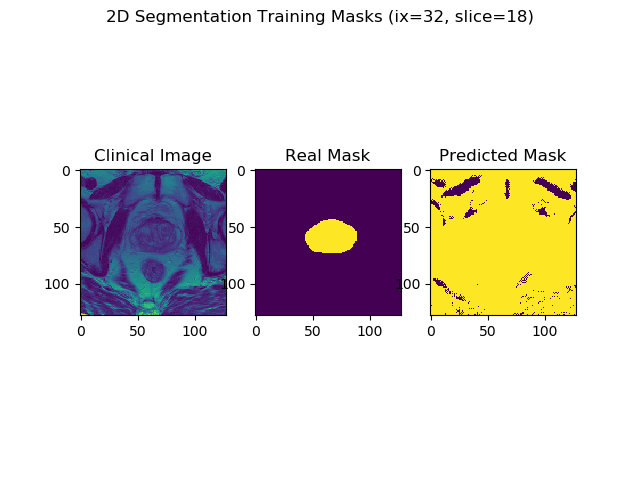 2D Segmentation Training Masks (ix=32, slice=18)
Clinical Image Real Mask Predicted Mask
0 0 0
50 50 50
100 100 100
0 50 100 0 50 100 0 50 100